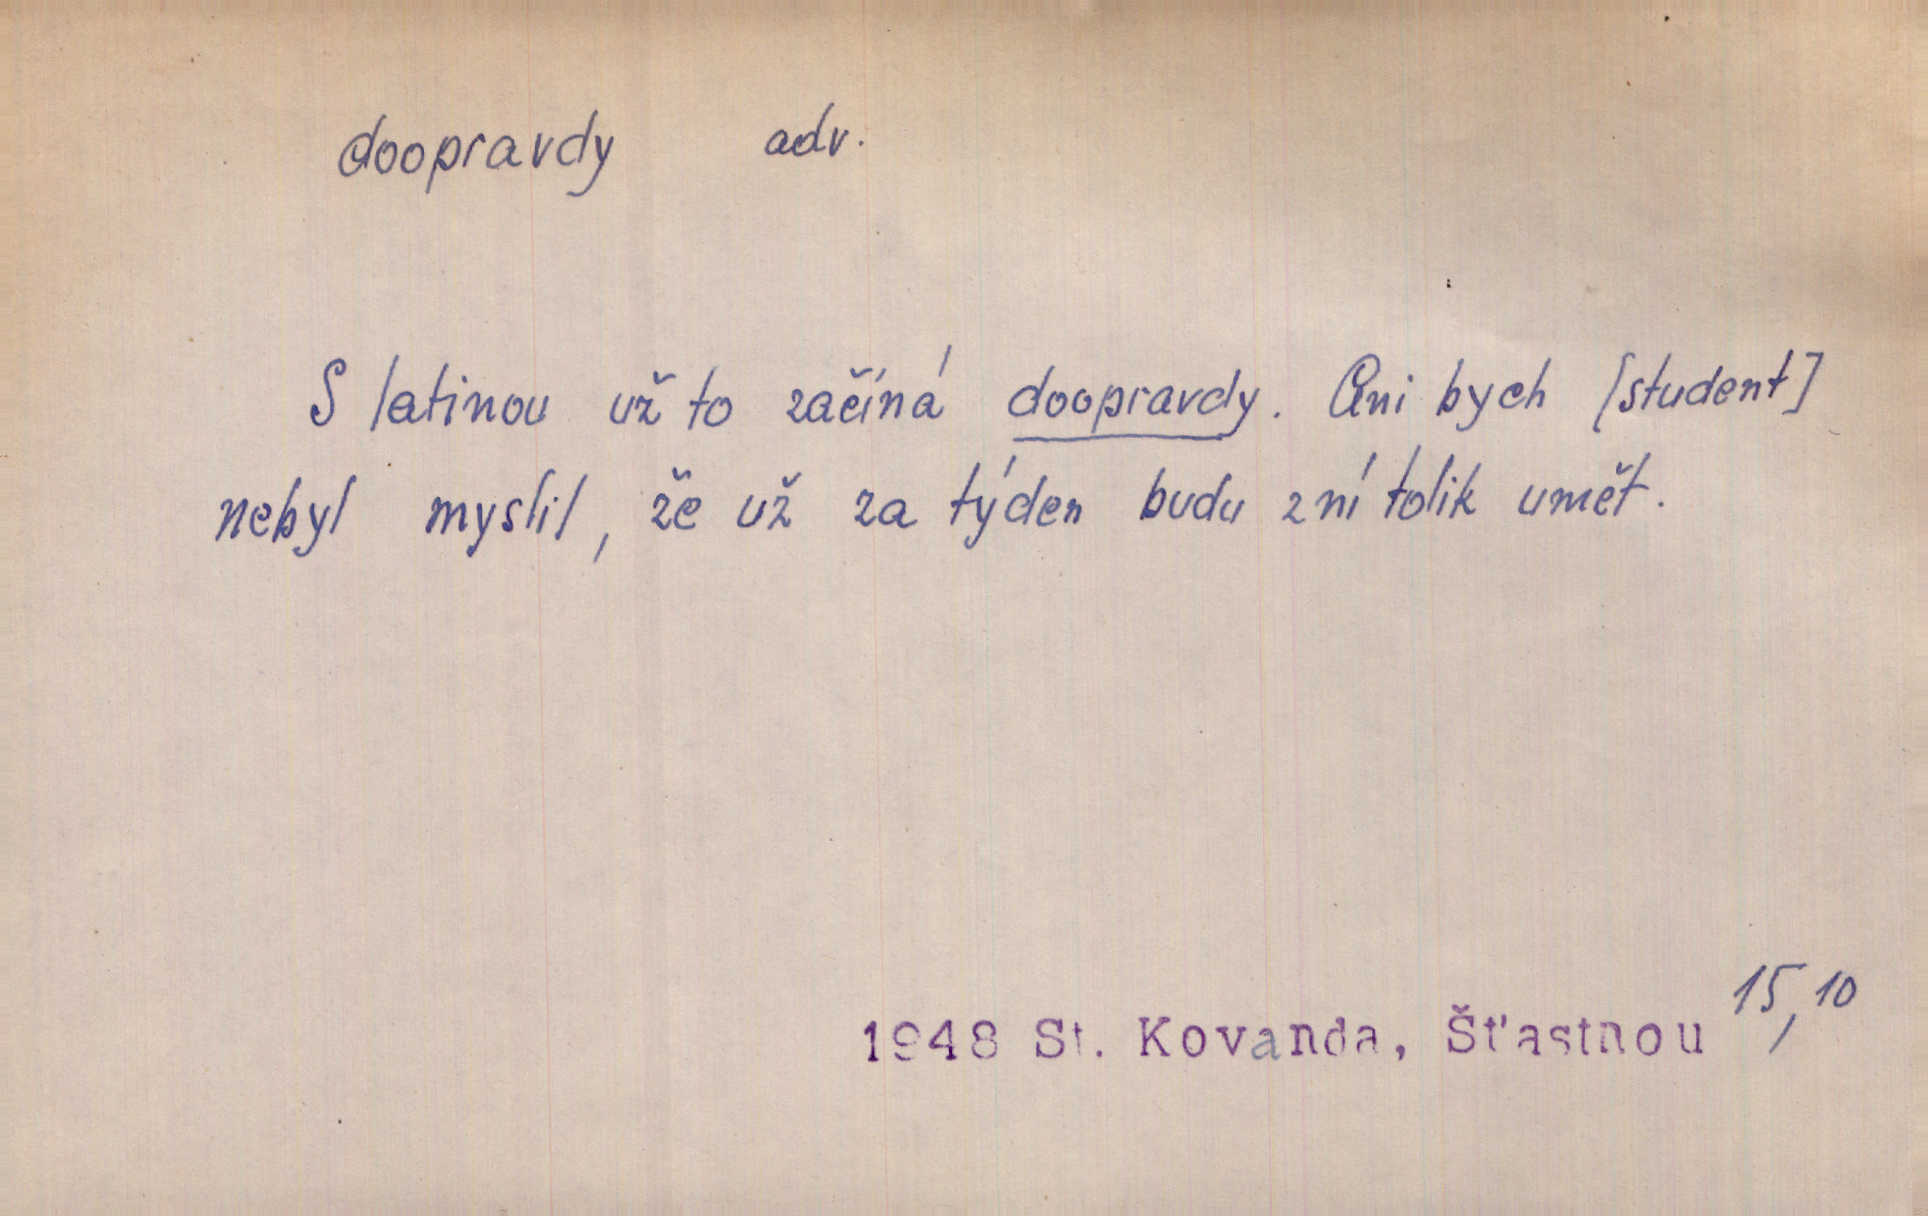 doopravdy adv.
S latinou už to začíná doopravdy. Ani bych [student]
nebyl myslil, že už za týden budu z ní tolik umět.
1948 St. Kovanda, Šťastnou 15,10